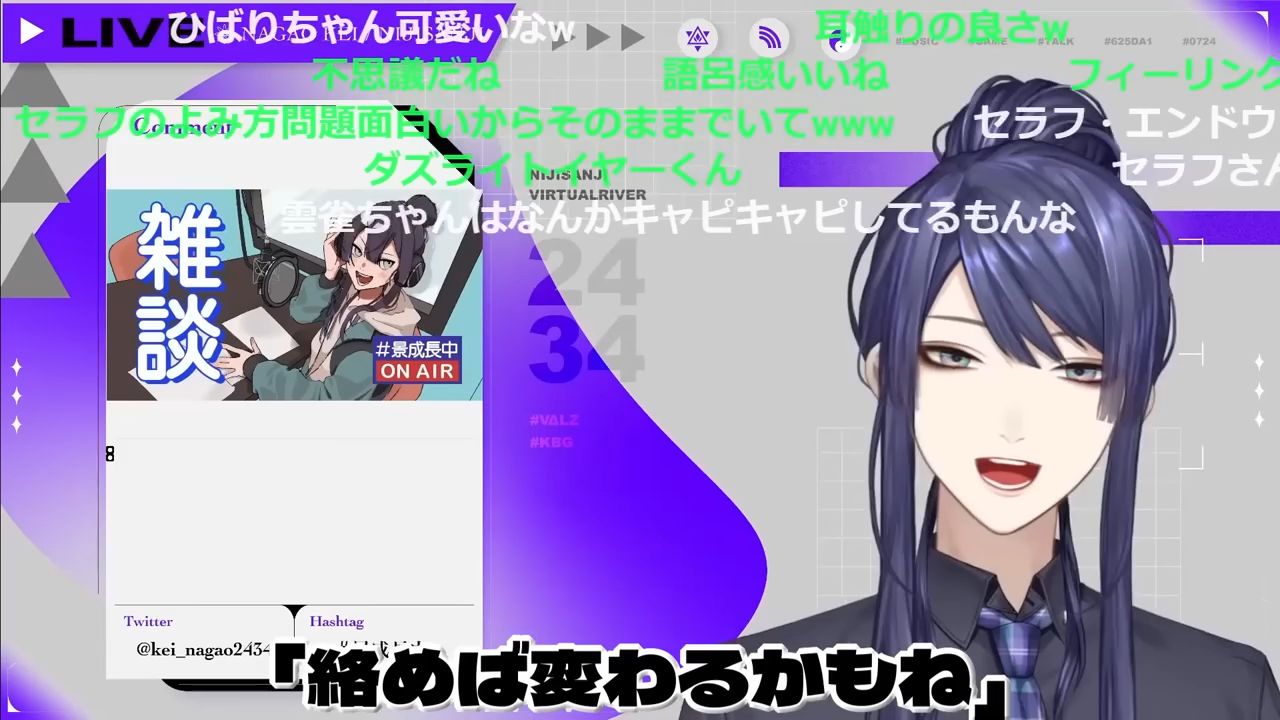 LIVE
ひばりちゃん可愛いなw
耳触りの良さw
#TALK
#625DA1
#0724
不思議だね
語呂感いいね
フィーリング
Comment
セラフのよみ方問題面白いからそのままでいてwww
セラフ・エンドウ
ダズライトイヤーくん
セラフさん
NIJISANJI
VIRTUALRIVER
雲雀ちゃんはなんかキャピキャピしてるもんな
雑談
24
34
#景成長中
ON AIR
#VΔLZ
#KBG
8
Twitter
Hashtag
@kei_nagao2434
「絡めば変わるかもね」